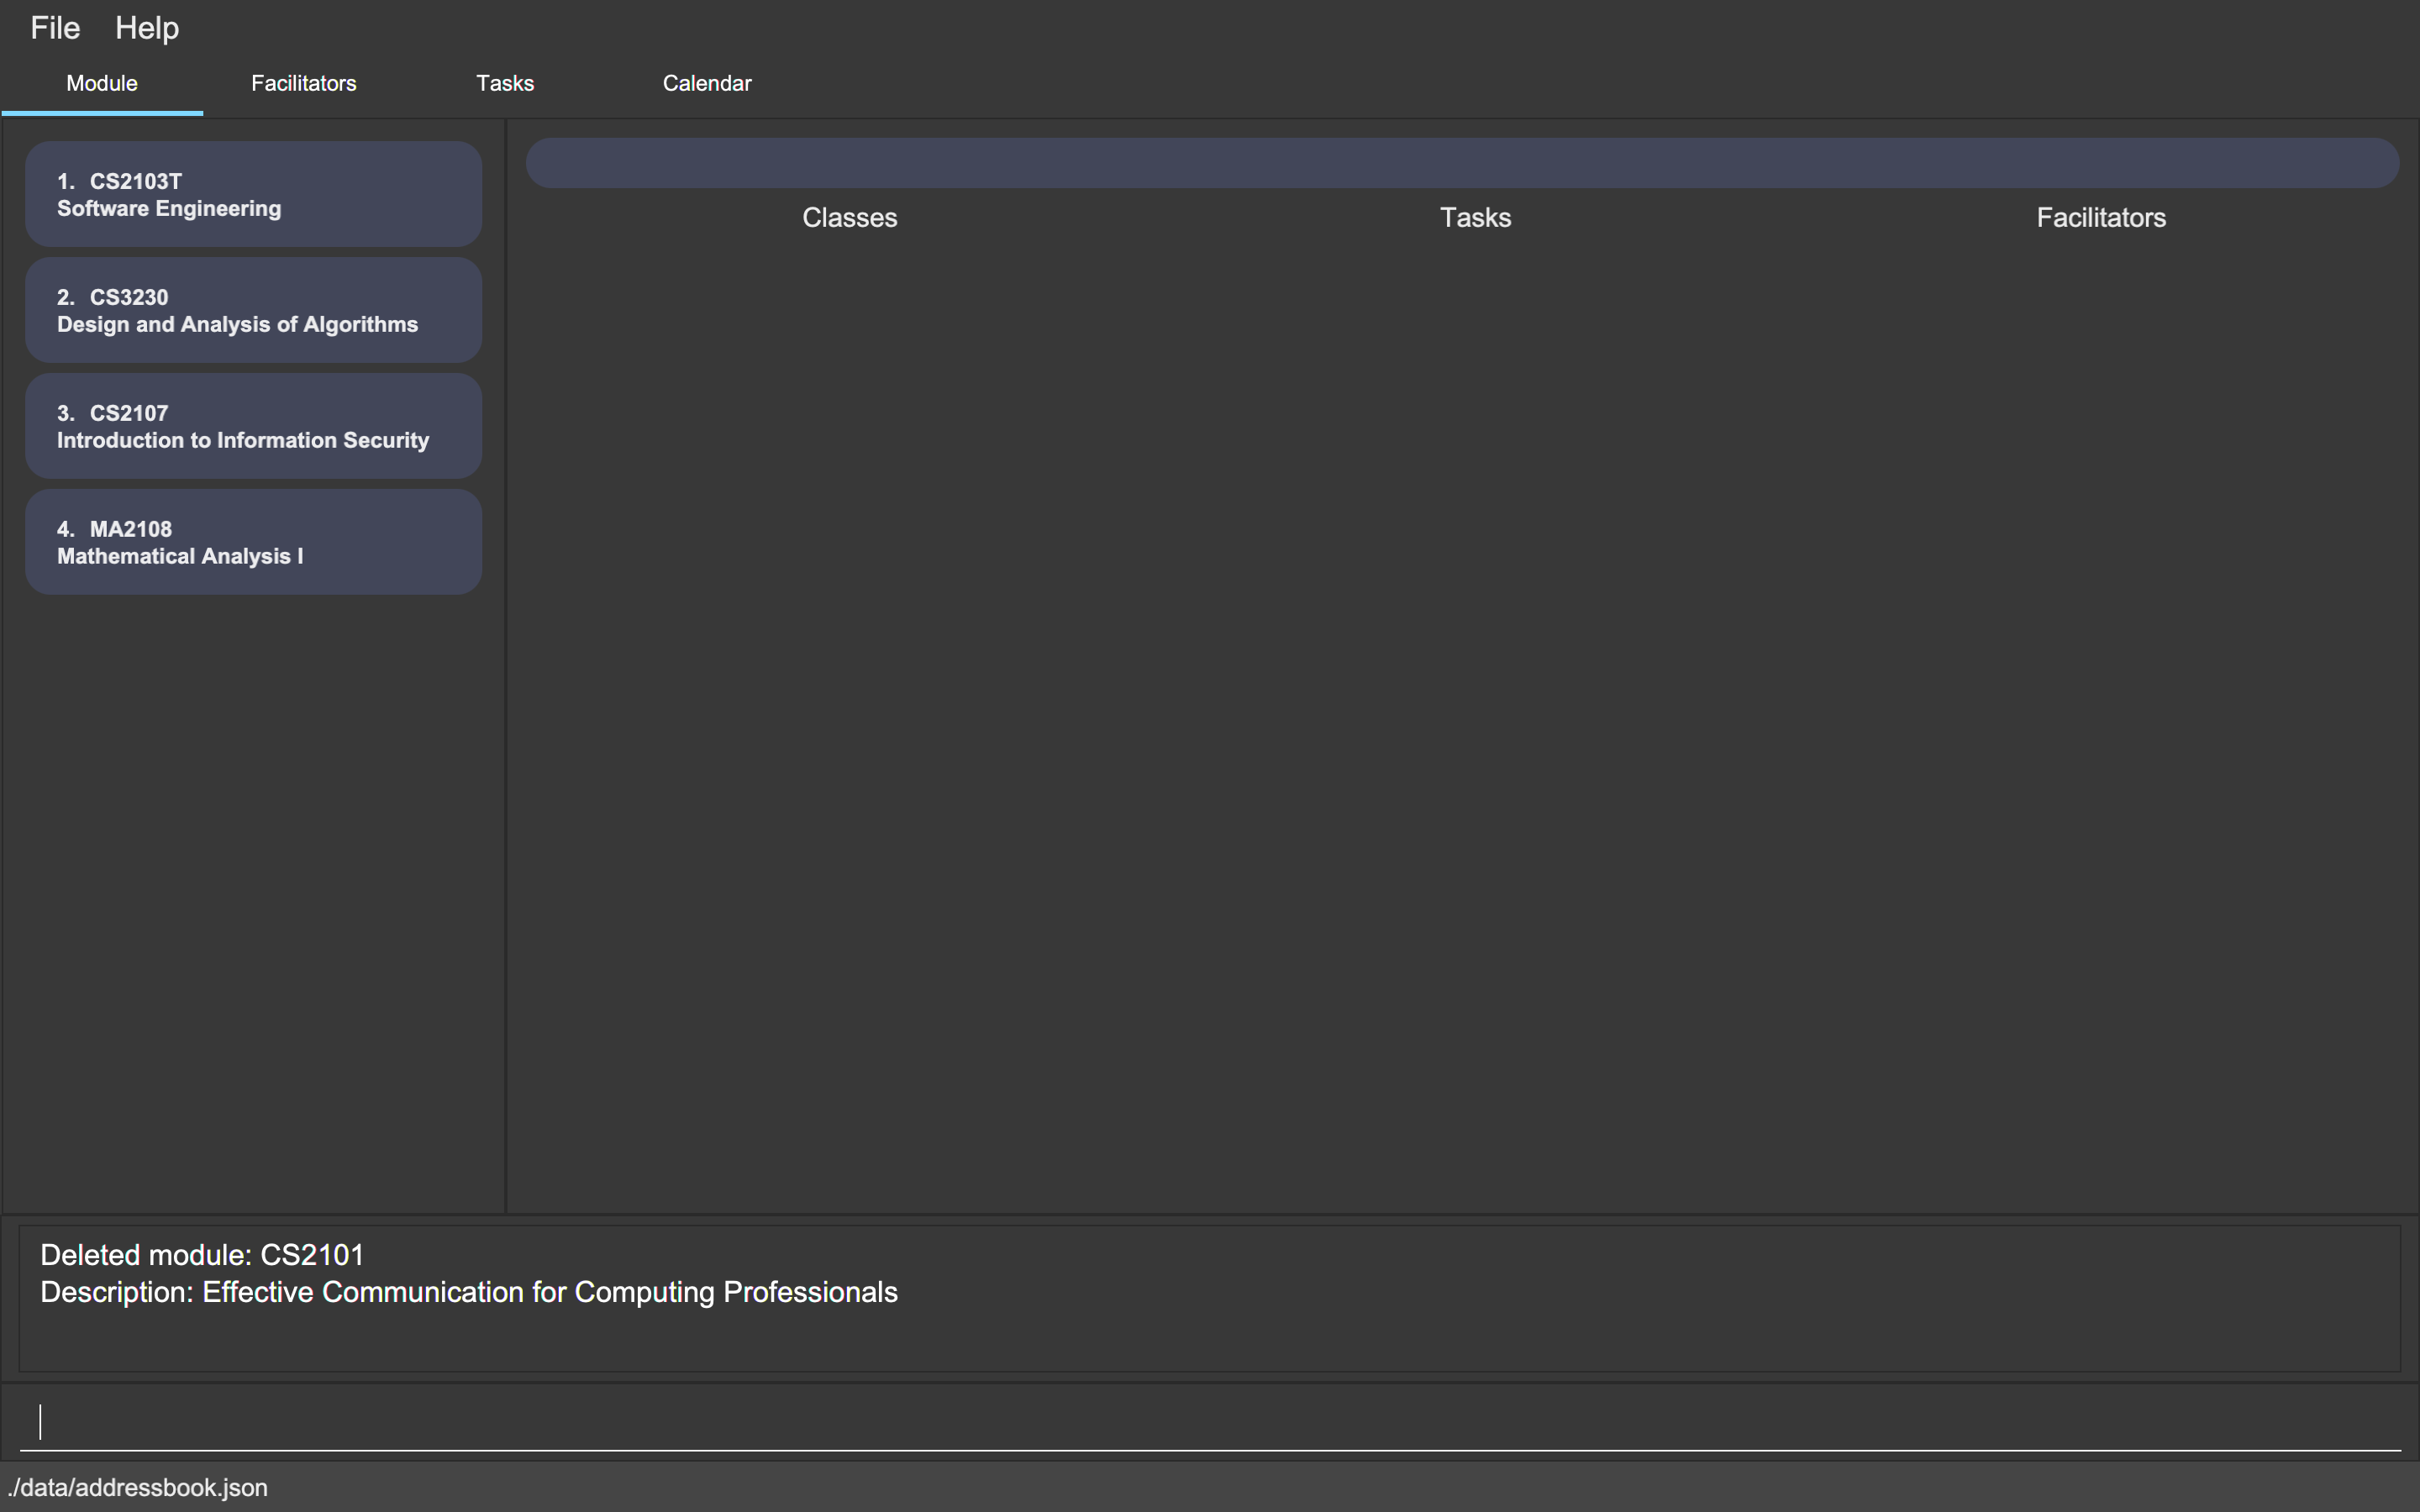 File Help
Module Facilitators Tasks Calendar
1. CS2103T
Software Engineering
2. CS3230
Design and Analysis of Algorithms
3. CS2107
Introduction to Information Security
4. MA2108
Mathematical Analysis I
Classes Tasks Facilitators
Deleted module: CS2101
Description: Effective Communication for Computing Professionals
./data/addressbook.json